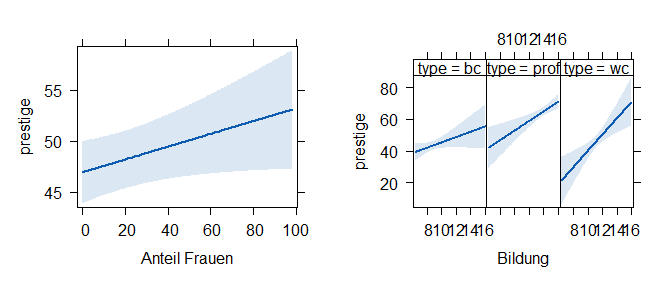 prestige
55
50
45
0 20 40 60 80 100
Anteil Frauen
810121416
type = bc type = prof type = wc
prestige
80
60
40
20
810121416 810121416
Bildung